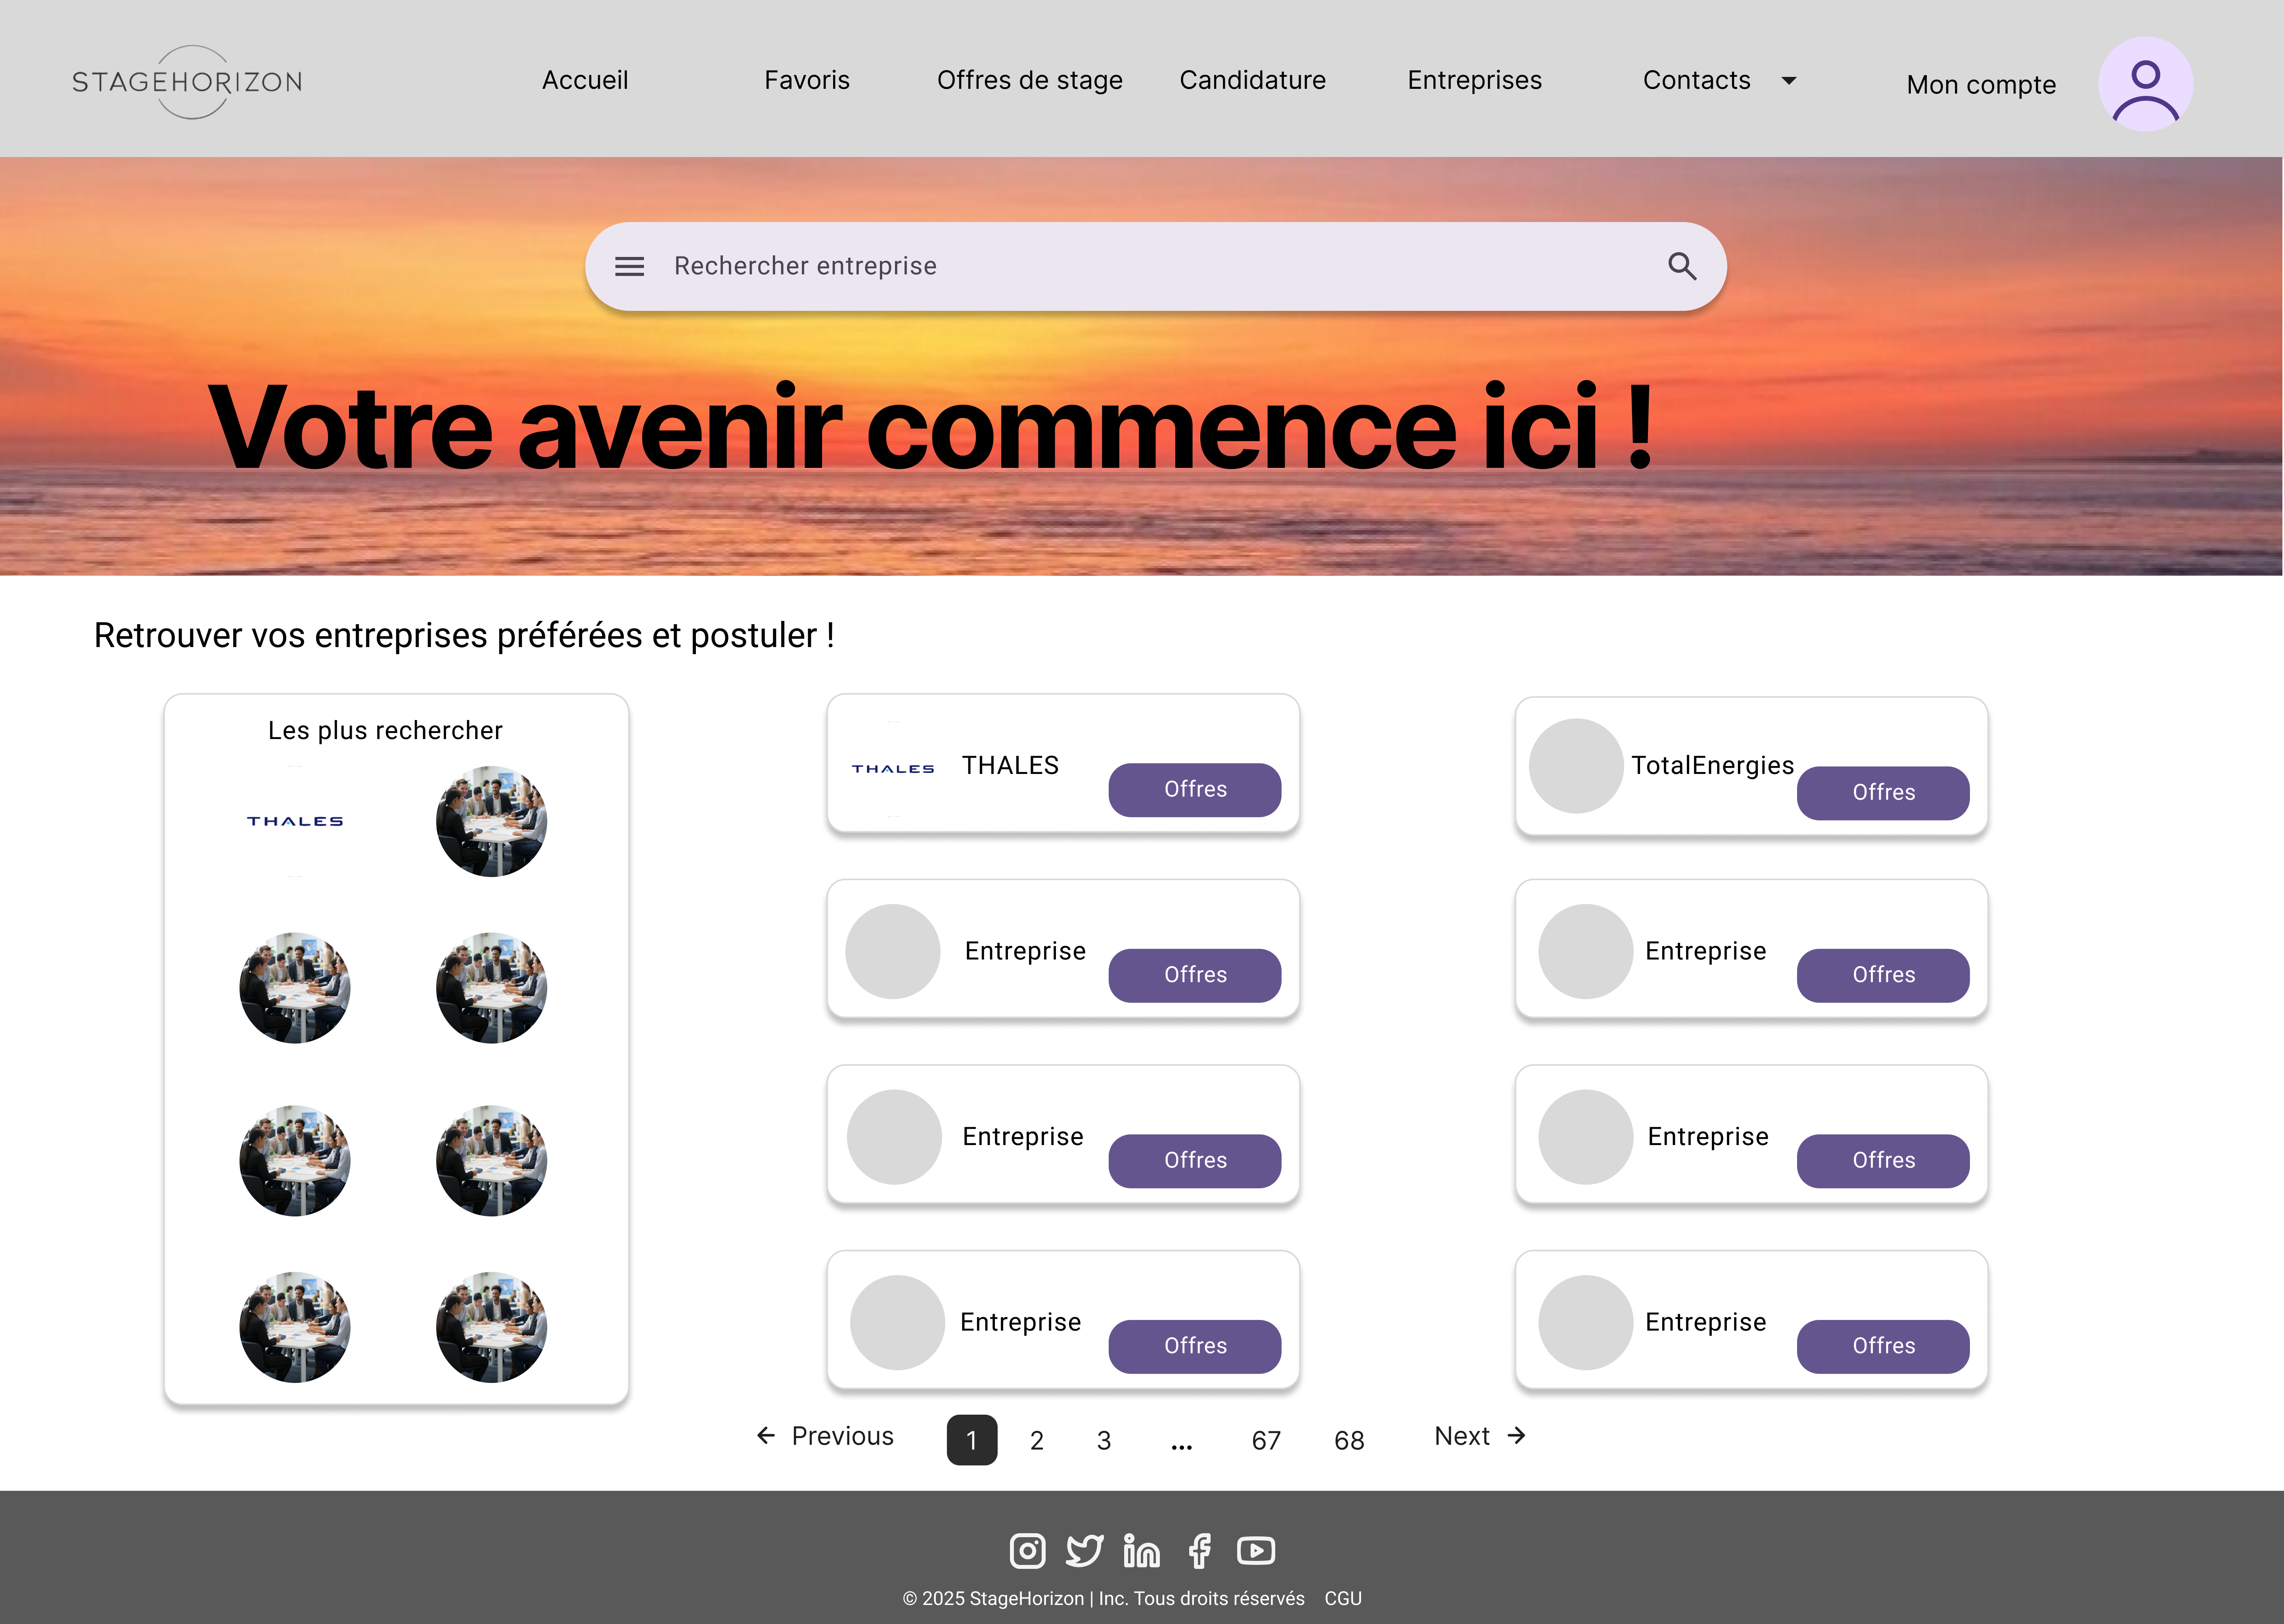 STAGEHORIZON
Accueil
Favoris
Offres de stage
Candidature
Entreprises
Contacts
Mon compte
Rechercher entreprise
Votre avenir commence ici !
Retrouver vos entreprises préférées et postuler !
Les plus rechercher
THALES
THALES
THALES
Offres
TotalEnergies
Offres
Entreprise
Offres
Entreprise
Offres
Entreprise
Offres
Entreprise
Offres
Entreprise
Offres
Entreprise
Offres
← Previous 1 2 3 ... 67 68 Next →
© 2025 StageHorizon | Inc. Tous droits réservés CGU